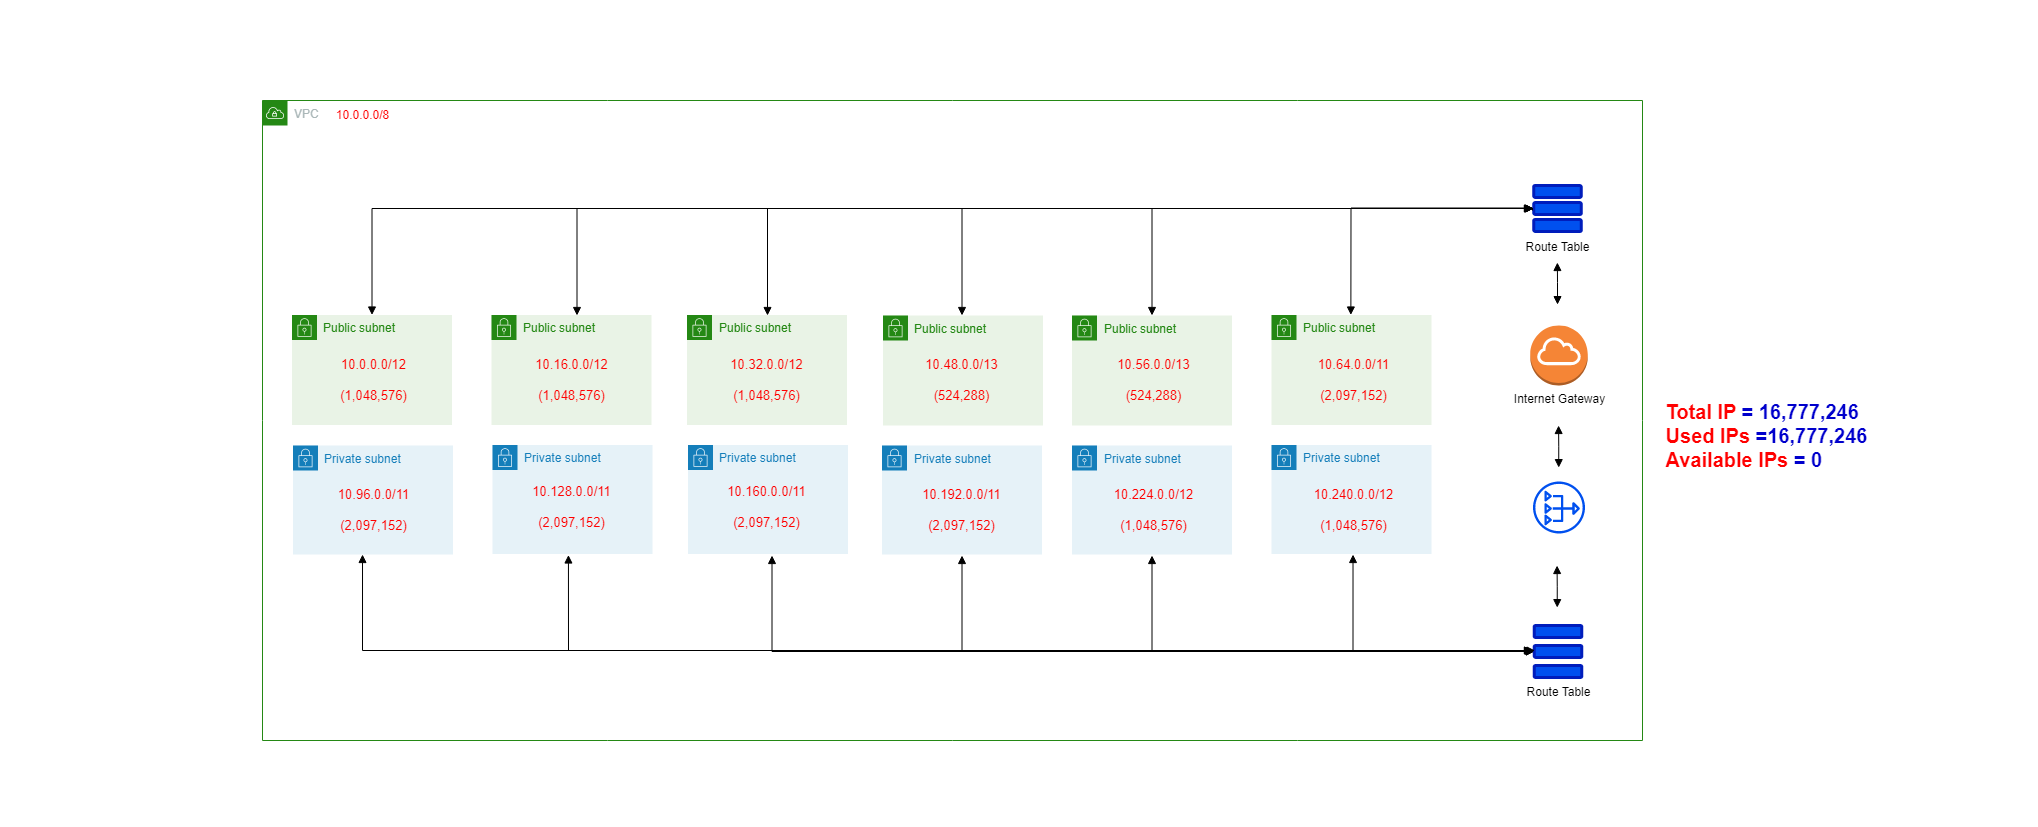 VPC 10.0.0.0/8
Route Table
Public subnet
10.0.0.0/12
(1,048,576)
Public subnet
10.16.0.0/12
(1,048,576)
Public subnet
10.32.0.0/12
(1,048,576)
Public subnet
10.48.0.0/13
(524,288)
Public subnet
10.56.0.0/13
(524,288)
Public subnet
10.64.0.0/11
(2,097,152)
Internet Gateway
Total IP = 16,777,246
Used IPs =16,777,246
Available IPs = 0
Private subnet
10.96.0.0/11
(2,097,152)
Private subnet
10.128.0.0/11
(2,097,152)
Private subnet
10.160.0.0/11
(2,097,152)
Private subnet
10.192.0.0/11
(2,097,152)
Private subnet
10.224.0.0/12
(1,048,576)
Private subnet
10.240.0.0/12
(1,048,576)
Route Table